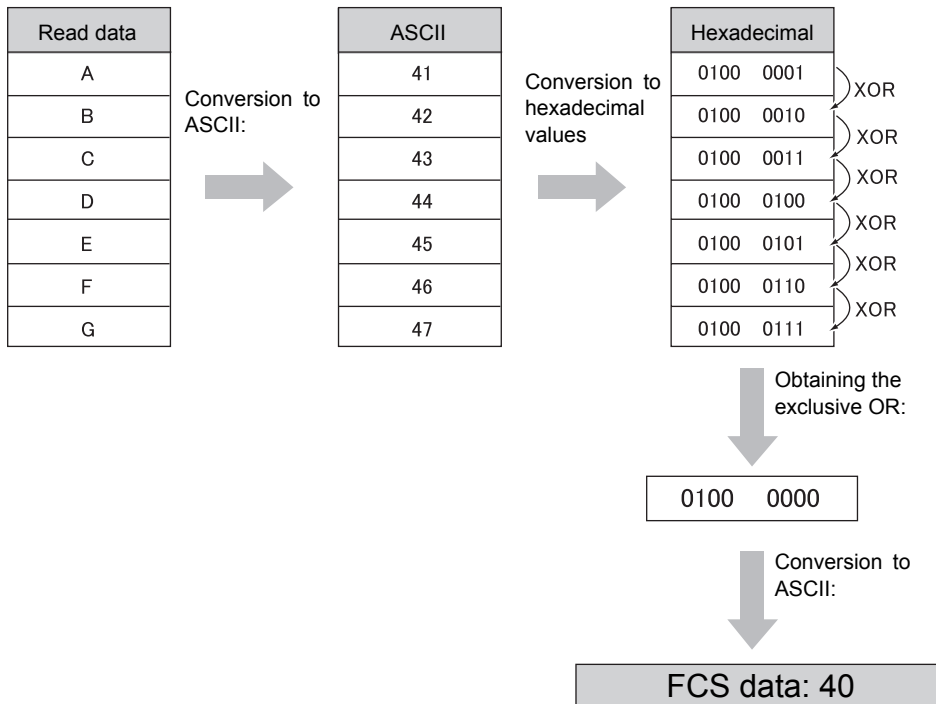 Read data
A
B
C
D
E
F
G
Conversion to
ASCII:
ASCII
41
42
43
44
45
46
47
Conversion to
hexadecimal
values
Hexadecimal
0100 0001
0100 0010
0100 0011
0100 0100
0100 0101
0100 0110
0100 0111
XOR
XOR
XOR
XOR
XOR
XOR
Obtaining the
exclusive OR:
0100 0000
Conversion to
ASCII:
FCS data: 40